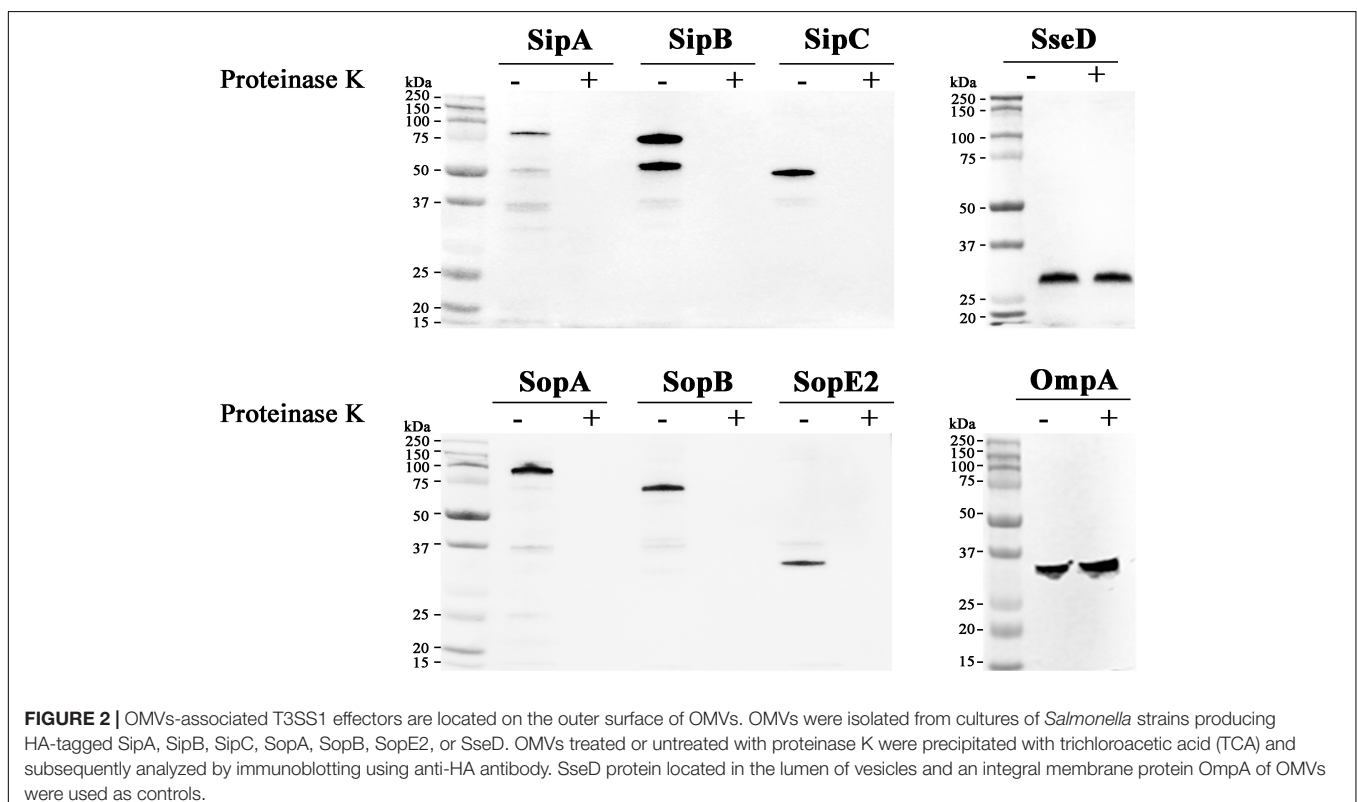 SipA SipB SipC SseD
Proteinase K - + - + - + - +
kDa kDa
250 250
150 150
100 100
75 75
50 50
37 37
25 25
20 20
15
SopA SopB SopE2 OmpA
Proteinase K - + - + - + - +
kDa kDa
250 250
150 150
100 100
75 75
50 50
37 37
25 25
20 20
15 15
FIGURE 2 | OMVs-associated T3SS1 effectors are located on the outer surface of OMVs. OMVs were isolated from cultures of Salmonella strains producing
HA-tagged SipA, SipB, SipC, SopA, SopB, SopE2, or SseD. OMVs treated or untreated with proteinase K were precipitated with trichloroacetic acid (TCA) and
subsequently analyzed by immunoblotting using anti-HA antibody. SseD protein located in the lumen of vesicles and an integral membrane protein OmpA of OMVs
were used as controls.